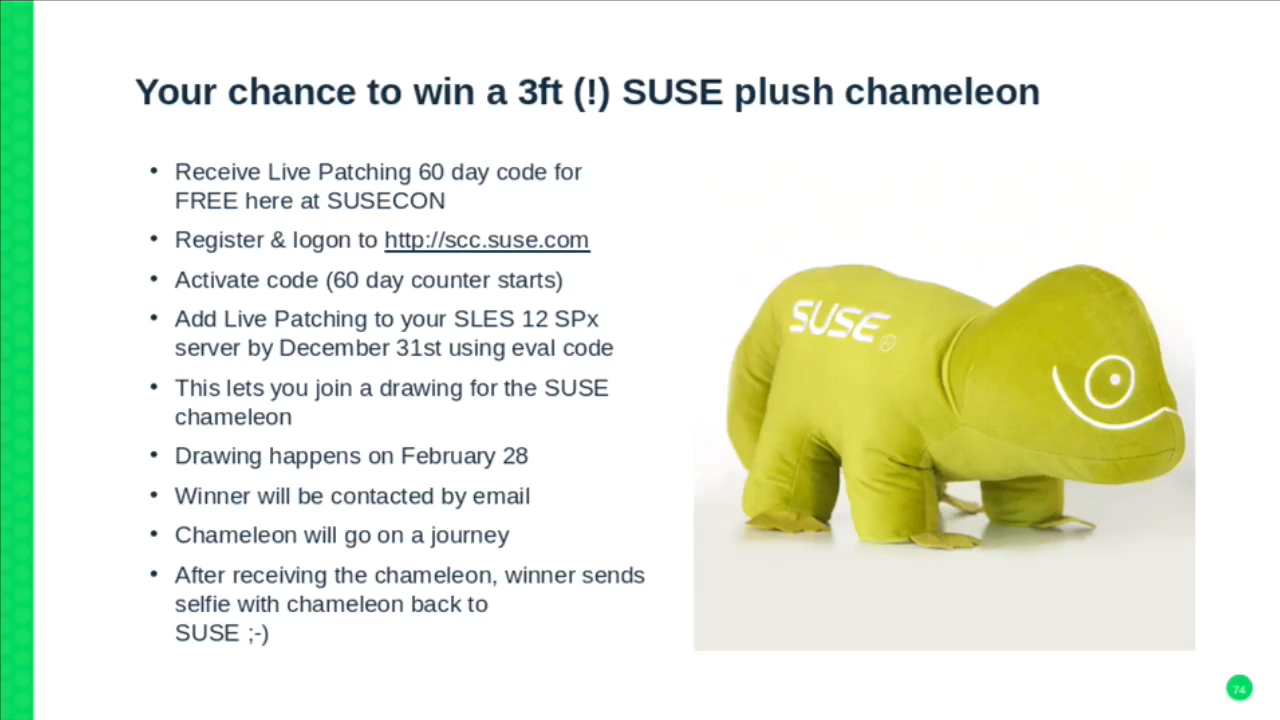 Your chance to win a 3ft (!) SUSE plush chameleon
• Receive Live Patching 60 day code for
FREE here at SUSECON
• Register & logon to http://scc.suse.com
• Activate code (60 day counter starts)
• Add Live Patching to your SLES 12 SPx
server by December 31st using eval code
• This lets you join a drawing for the SUSE
chameleon
• Drawing happens on February 28
• Winner will be contacted by email
• Chameleon will go on a journey
• After receiving the chameleon, winner sends
selfie with chameleon back to
SUSE ;-)
SUSE
74